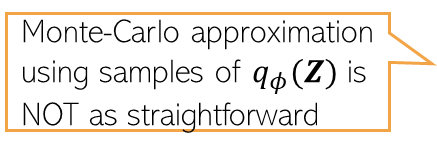 Monte-Carlo approximation
using samples of qϕ(Z) is
NOT as straightforward